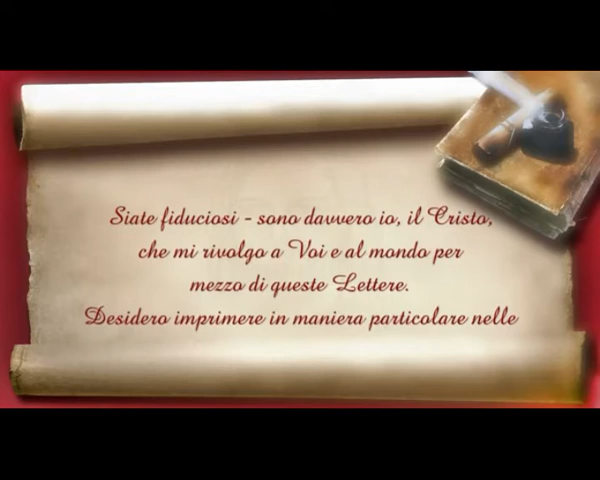 Siate fiduciosi - sono davvero io, il Cristo,
che mi rivolgo a Voi e al mondo per
mezzo di queste Lettere.
Desidero imprimere in maniera particolare nelle